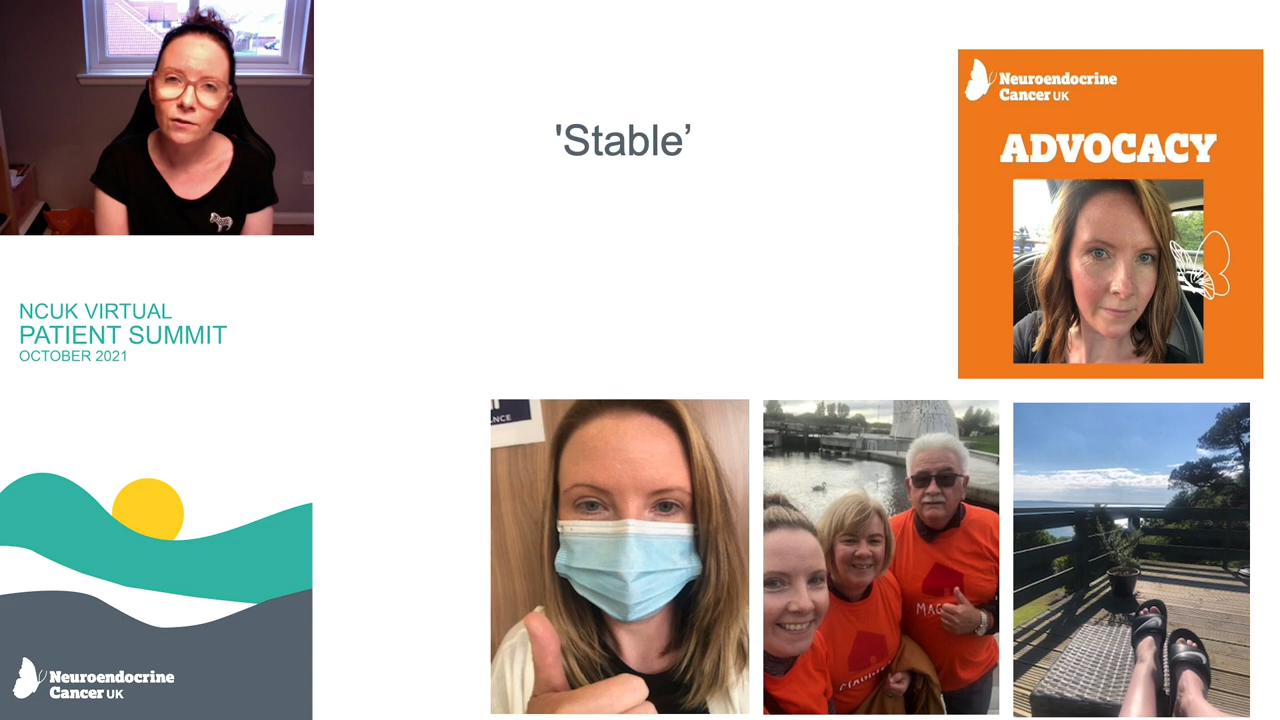 'Stable’
Neuroendocrine
Cancer UK
ADVOCACY
NCUK VIRTUAL
PATIENT SUMMIT
OCTOBER 2021
Neuroendocrine
Cancer UK